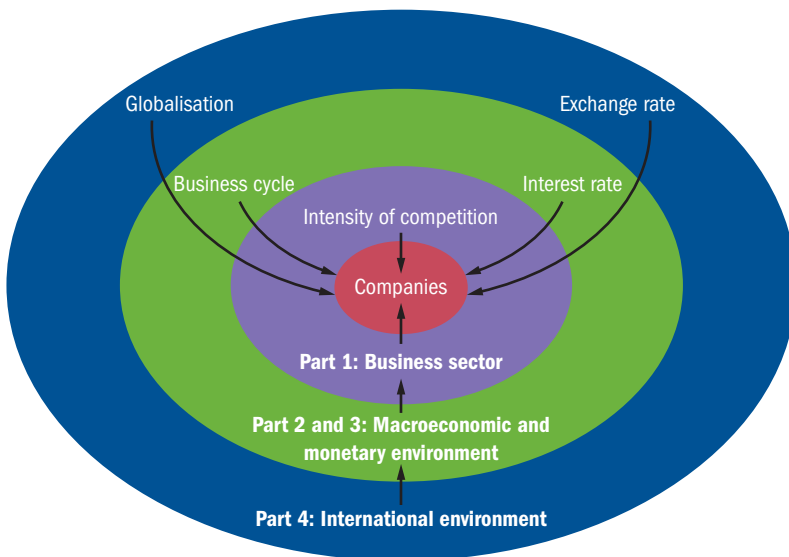 Globalisation
Exchange rate
Business cycle
Interest rate
Intensity of competition
Companies
Part 1: Business sector
Part 2 and 3: Macroeconomic and
monetary environment
Part 4: International environment